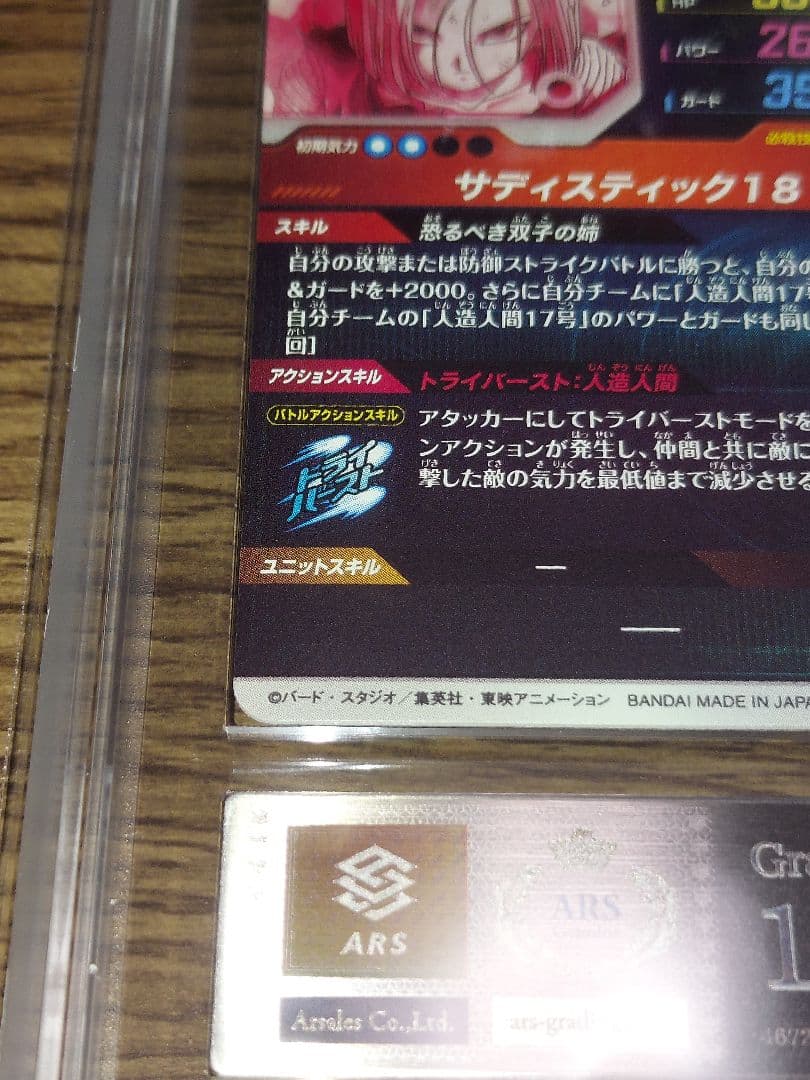 HP
パワー 26
ガード 35
初期気力
必殺技
サディスティック18
スキル 恐るべき双子の姉
自分の攻撃または防御ストライクバトルに勝つと、自分の
&ガードを+2000。さらに自分チームに「人造人間17号
自分チームの「人造人間17号」のパワーとガードも同じ
回]
アクションスキル トライバースト:人造人間
バトルアクションスキル
トライバースト
アタッカーにしてトライバーストモードを
ンアクションが発生し、仲間と共に敵に
撃した敵の気力を最低値まで減少させる
ユニットスキル —
—
©バード・スタジオ/集英社・東映アニメーション BANDAI MADE IN JAPA
ARS
ARS
Gra
1
Arsales Co.,Ltd.
4672